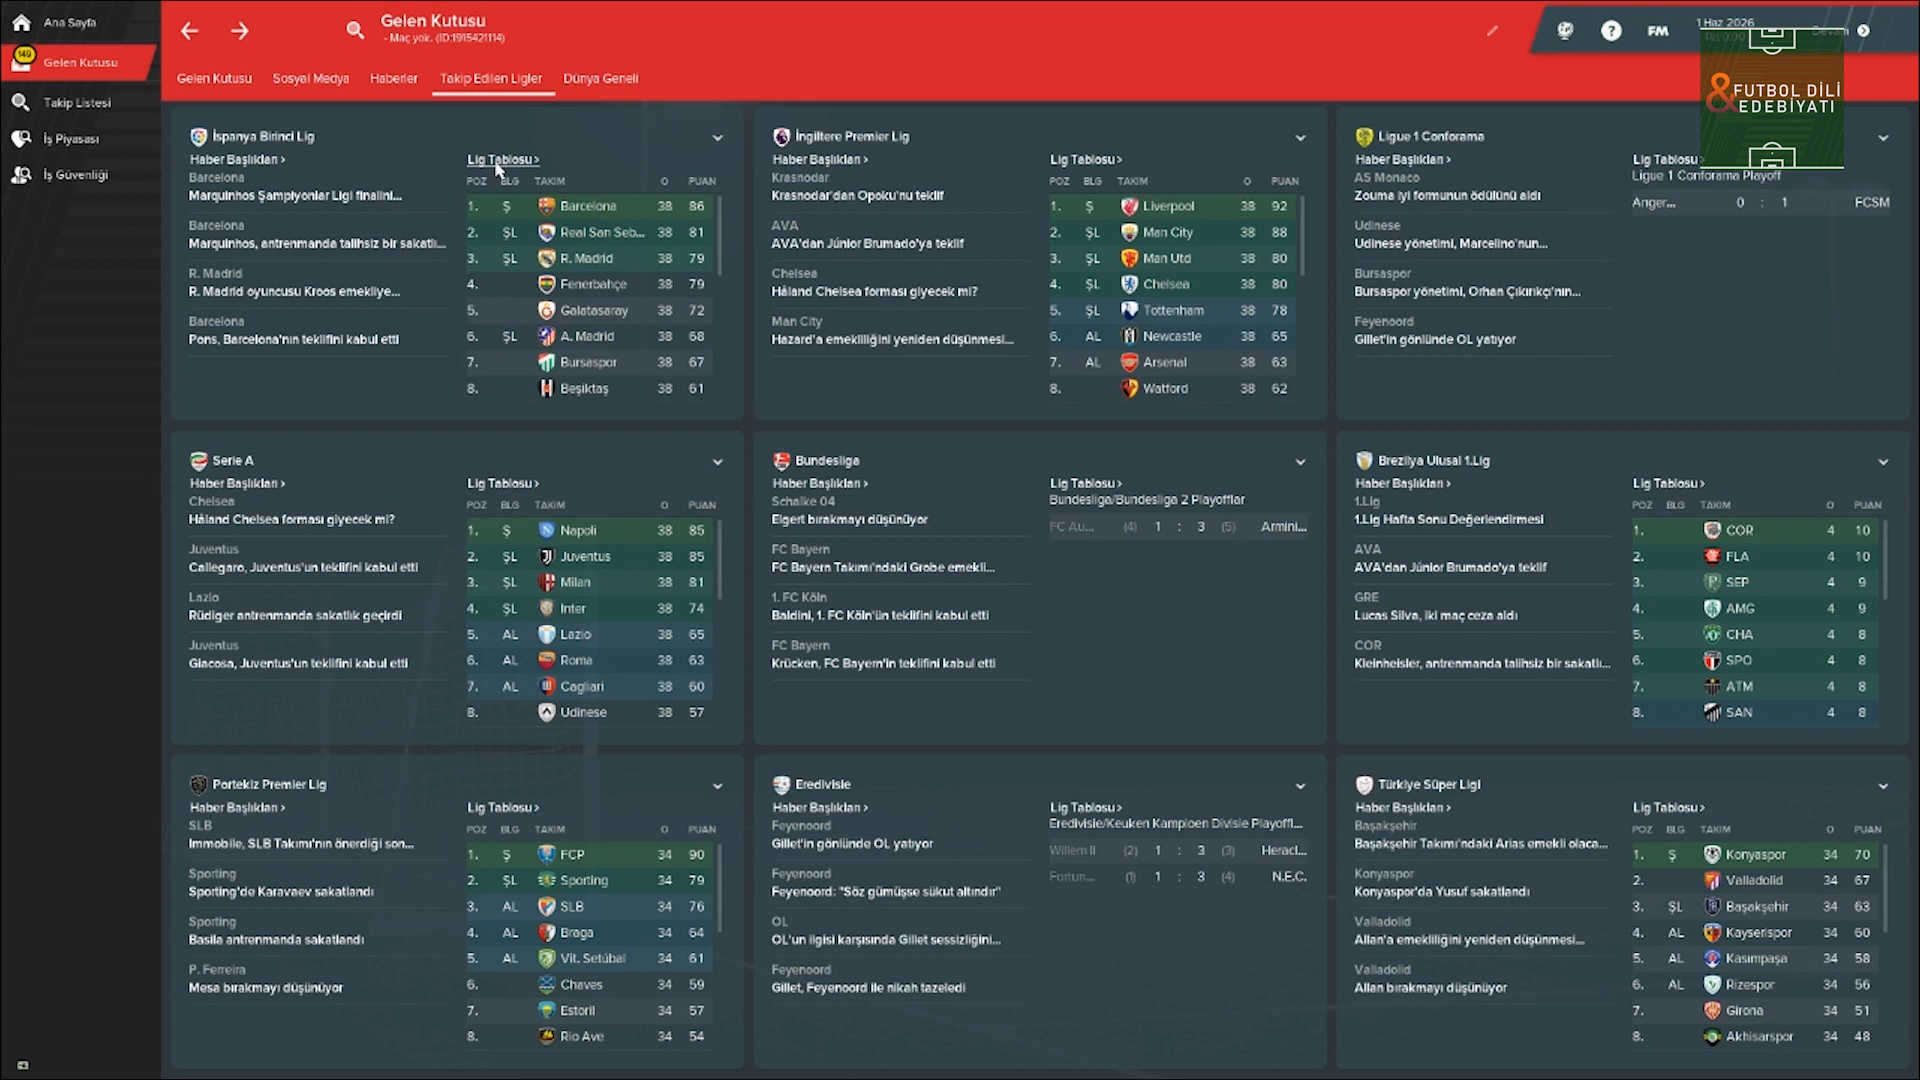 Ana Sayfa
149
Gelen Kutusu
Takip Listesi
İş Piyasası
İş Güvenliği
Gelen Kutusu
- Maç yok. (ID:1915421114)
FM
1 Haz 2026
Gelen Kutusu Sosyal Medya Haberler Takip Edilen Ligler Dünya Geneli
&FUTBOL DİLİ
EDEBİYATI
İspanya Birinci Lig
Haber Başlıkları >
Barcelona
Marquinhos Şampiyonlar Ligi finalini...
Barcelona
Marquinhos, antrenmanda talihsiz bir sakatlı...
R. Madrid
R. Madrid oyuncusu Kroos emekliye...
Barcelona
Pons, Barcelona'nın teklifini kabul etti
Lig Tablosu >
POZ BLG TAKIM O PUAN
1. Ş Barcelona 38 86
2. ŞL Real San Seb... 38 81
3. ŞL R. Madrid 38 79
4. Fenerbahçe 38 79
5. Galatasaray 38 72
6. ŞL A. Madrid 38 68
7. Bursaspor 38 67
8. Beşiktaş 38 61
İngiltere Premier Lig
Haber Başlıkları >
Krasnodar
Krasnodar'dan Opoku'nu teklif
AVA
AVA'dan Júnior Brumado'ya teklif
Chelsea
Håland Chelsea forması giyecek mi?
Man City
Hazard'a emekliliğini yeniden düşünmesi...
Lig Tablosu >
POZ BLG TAKIM O PUAN
1. Ş Liverpool 38 92
2. ŞL Man City 38 88
3. ŞL Man Utd 38 80
4. ŞL Chelsea 38 80
5. ŞL Tottenham 38 78
6. AL Newcastle 38 65
7. AL Arsenal 38 63
8. Watford 38 62
Ligue 1 Conforama
Haber Başlıkları >
AS Monaco
Zouma iyi formunun ödülünü aldı
Udinese
Udinese yönetimi, Marcelino'nun...
Bursaspor
Bursaspor yönetimi, Orhan Çıkırıkçı'nın...
Feyenoord
Gillet'in gönlünde OL yatıyor
Lig Tablosu >
Ligue 1 Conforama Playoff
Anger... 0 : 1 FCSM
Serie A
Haber Başlıkları >
Chelsea
Håland Chelsea forması giyecek mi?
Juventus
Callegaro, Juventus'un teklifini kabul etti
Lazio
Rüdiger antrenmanda sakatlık geçirdi
Juventus
Giacosa, Juventus'un teklifini kabul etti
Lig Tablosu >
POZ BLG TAKIM O PUAN
1. Ş Napoli 38 85
2. ŞL Juventus 38 85
3. ŞL Milan 38 81
4. ŞL Inter 38 74
5. AL Lazio 38 65
6. AL Roma 38 63
7. AL Cagliari 38 60
8. Udinese 38 57
Bundesliga
Haber Başlıkları >
Schalke 04
Eigert bırakmayı düşünüyor
FC Bayern
FC Bayern Takımı'ndaki Grobe emekli...
1. FC Köln
Baldini, 1. FC Köln'ün teklifini kabul etti
FC Bayern
Krücken, FC Bayern'in teklifini kabul etti
Lig Tablosu >
Bundesliga/Bundesliga 2 Playofflar
FC Au... (4) 1 : 3 (5) Armini...
Brezilya Ulusal 1.Lig
Haber Başlıkları >
1.Lig
1.Lig Hafta Sonu Değerlendirmesi
AVA
AVA'dan Júnior Brumado'ya teklif
GRE
Lucas Silva, iki maç ceza aldı
COR
Kleinheisler, antrenmanda talihsiz bir sakatlı...
Lig Tablosu >
POZ BLG TAKIM O PUAN
1. COR 4 10
2. FLA 4 10
3. SEP 4 9
4. AMG 4 9
5. CHA 4 8
6. SPO 4 8
7. ATM 4 8
8. SAN 4 8
Portekiz Premier Lig
Haber Başlıkları >
SLB
Immobile, SLB Takımı'nın önerdiği son...
Sporting
Sporting'de Karavaev sakatlandı
Sporting
Basila antrenmanda sakatlandı
P. Ferreira
Mesa bırakmayı düşünüyor
Lig Tablosu >
POZ BLG TAKIM O PUAN
1. Ş FCP 34 90
2. ŞL Sporting 34 79
3. AL SLB 34 76
4. AL Braga 34 64
5. AL Vit. Setúbal 34 61
6. Chaves 34 59
7. Estoril 34 57
8. Rio Ave 34 54
Eredivisie
Haber Başlıkları >
Feyenoord
Gillet'in gönlünde OL yatıyor
Feyenoord
Feyenoord: "Söz gümüşse sükut altındır"
OL
OL'un ilgisi karşısında Gillet sessizliğini...
Feyenoord
Gillet, Feyenoord ile nikah tazeledi
Lig Tablosu >
Eredivisie/Keuken Kampioen Divisie Playoffl...
Willem II (2) 1 : 3 (3) Heracl...
Fortun... (1) 1 : 3 (4) N.E.C.
Türkiye Süper Ligi
Haber Başlıkları >
Başakşehir
Başakşehir Takımı'ndaki Arias emekli olaca...
Konyaspor
Konyaspor'da Yusuf sakatlandı
Valladolid
Allan'a emekliliğini yeniden düşünmesi...
Valladolid
Allan bırakmayı düşünüyor
Lig Tablosu >
POZ BLG TAKIM O PUAN
1. Ş Konyaspor 34 70
2. Valladolid 34 67
3. ŞL Başakşehir 34 63
4. AL Kayserispor 34 60
5. AL Kasımpaşa 34 58
6. AL Rizespor 34 56
7. Girona 34 51
8. Akhisarspor 34 48